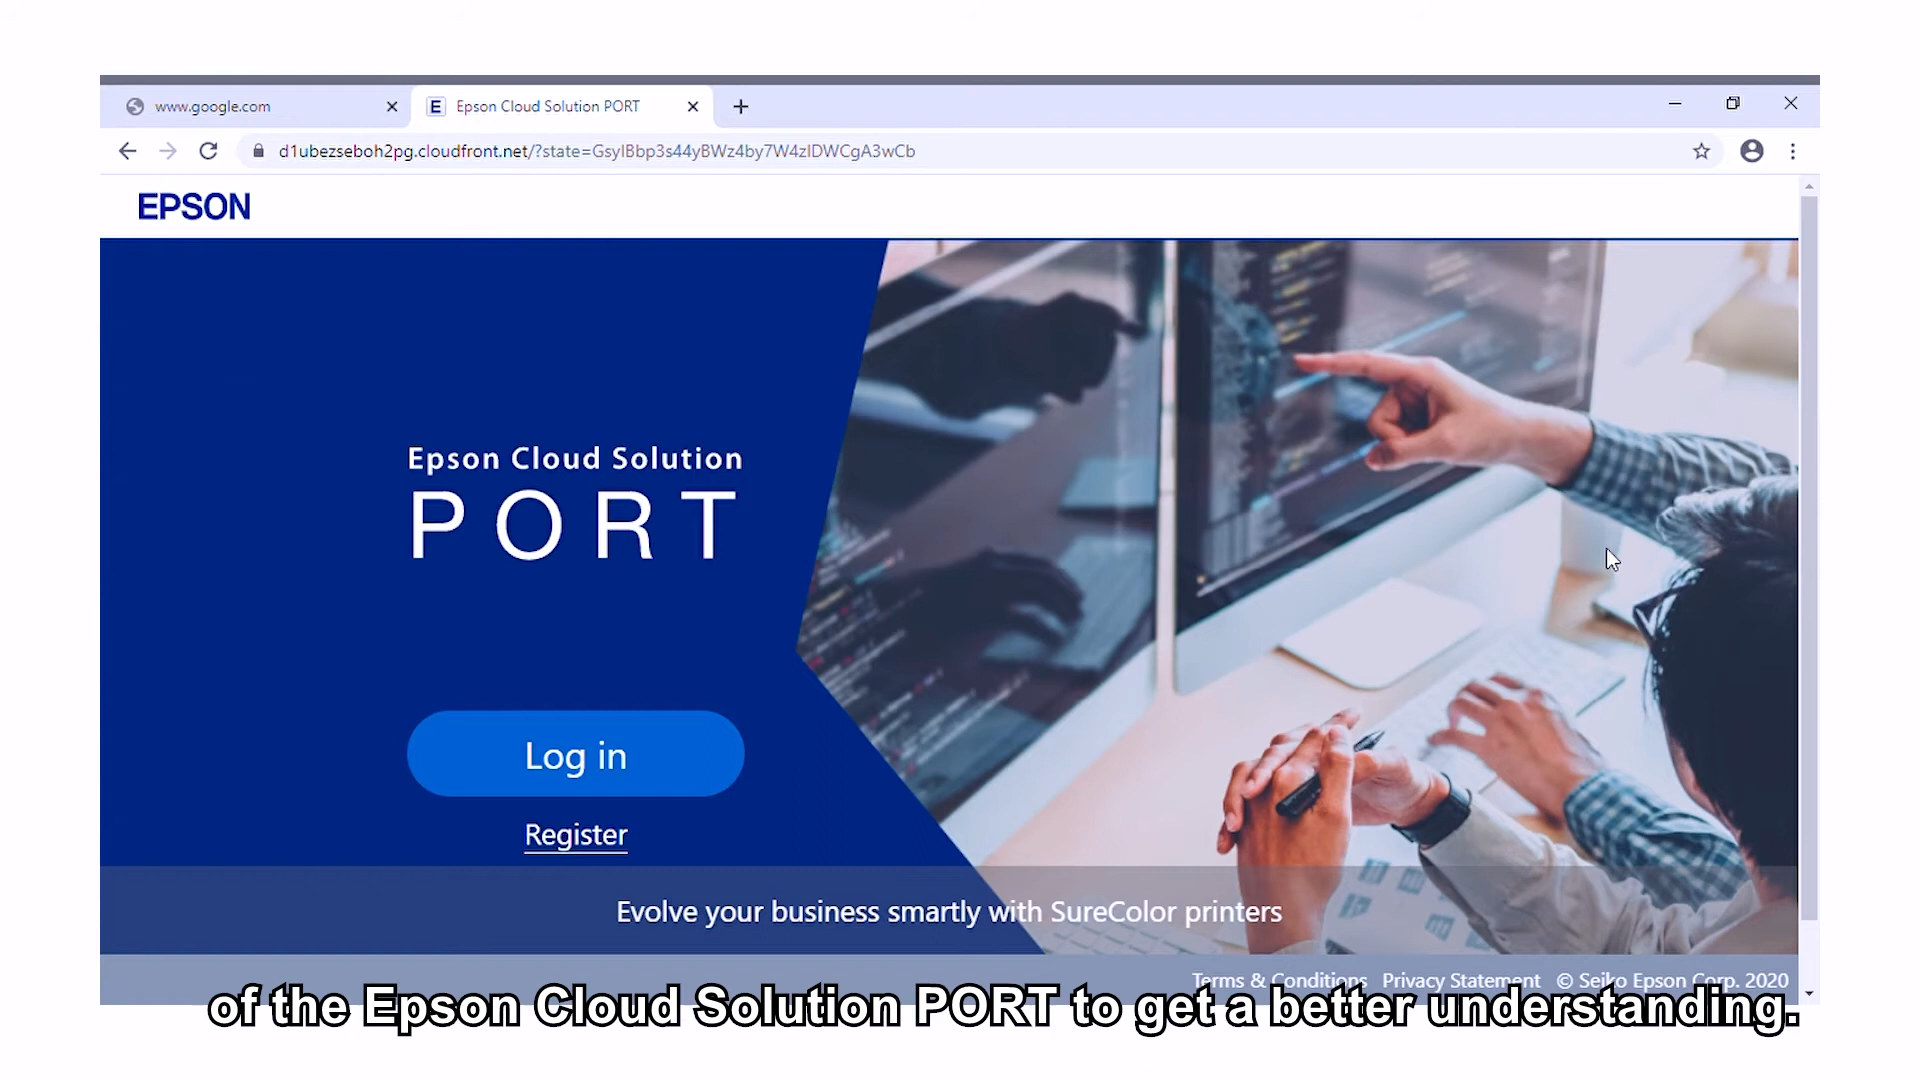 www.google.com
E Epson Cloud Solution PORT
d1ubezseboh2pg.cloudfront.net/?state=GsyIBbp3s44yBWz4by7W4zIDWCgA3wCb
EPSON
Epson Cloud Solution
PORT
Log in
Register
Evolve your business smartly with SureColor printers
Terms & Conditions Privacy Statement © Seiko Epson Corp. 2020
of the Epson Cloud Solution PORT to get a better understanding.